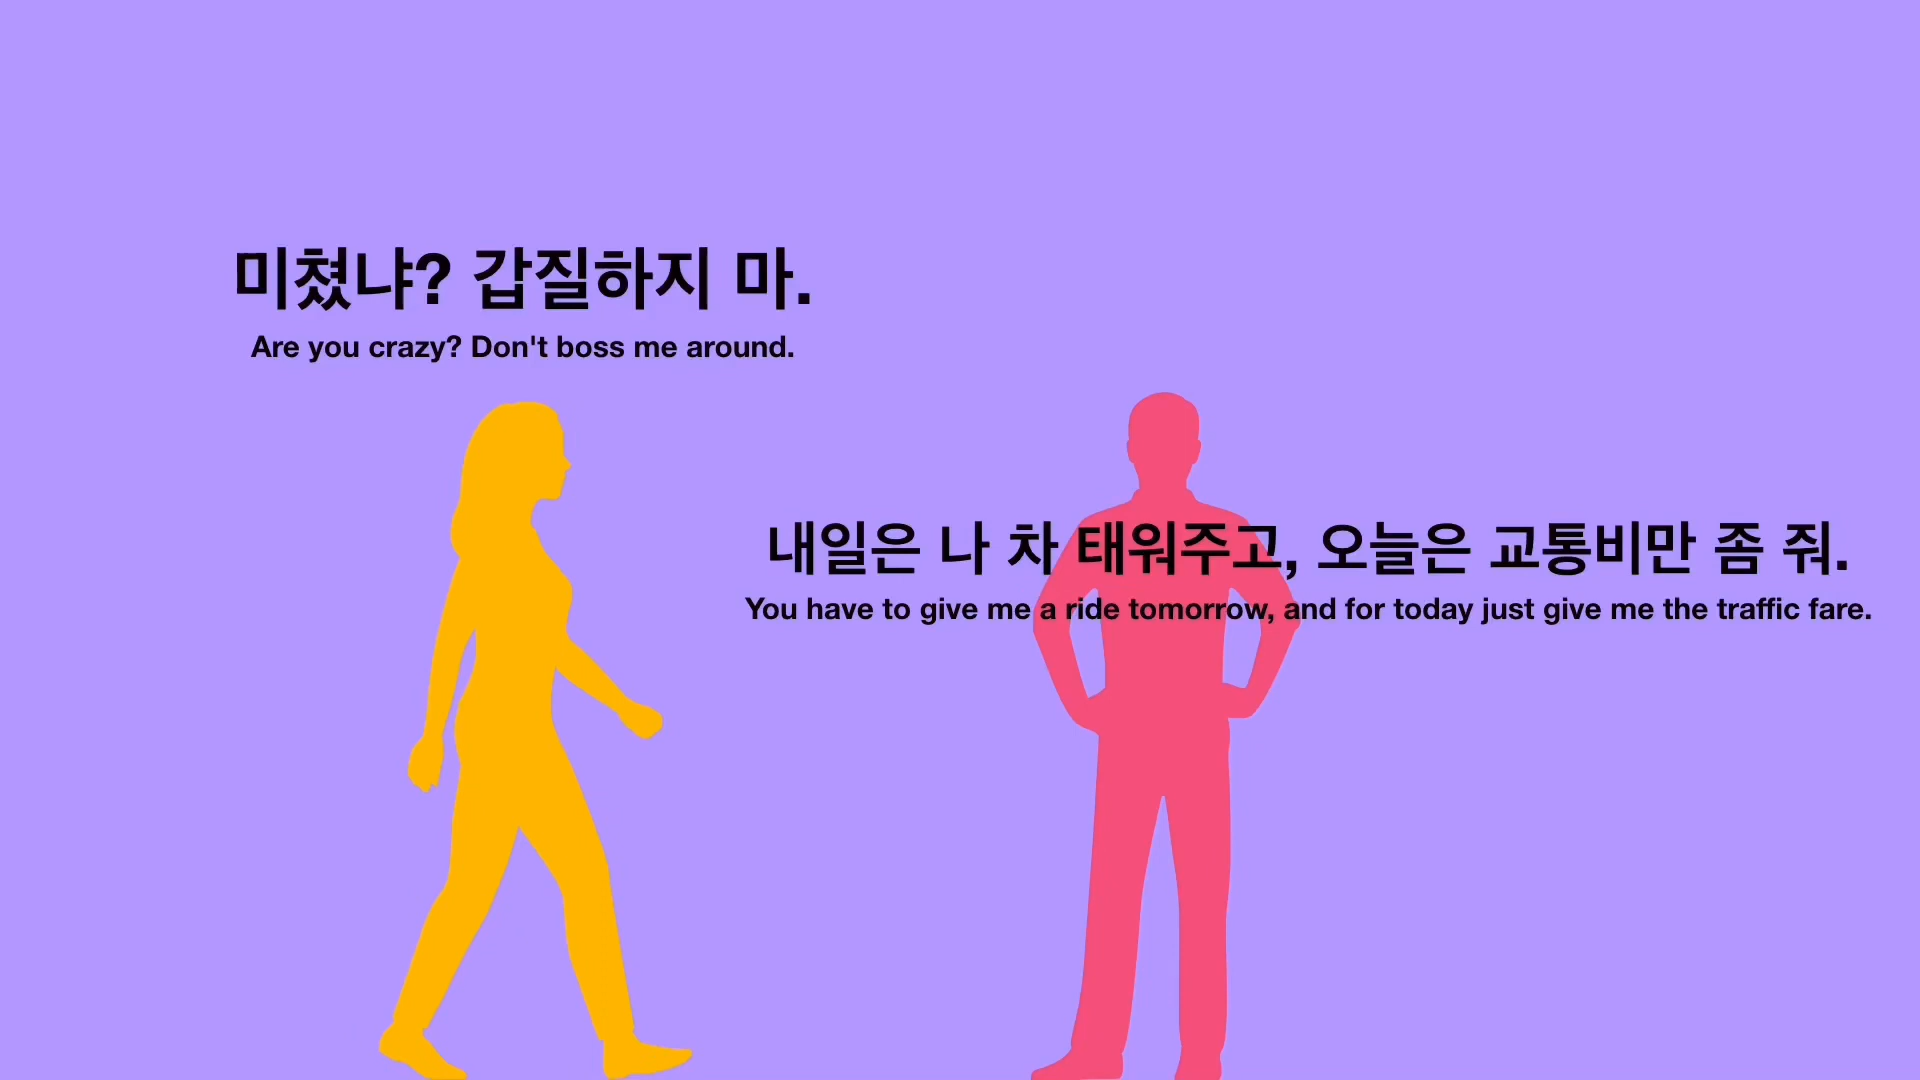 미쳤냐? 갑질하지 마.
Are you crazy? Don't boss me around.
내일은 나 차 태워주고, 오늘은 교통비만 좀 줘.
You have to give me a ride tomorrow, and for today just give me the traffic fare.